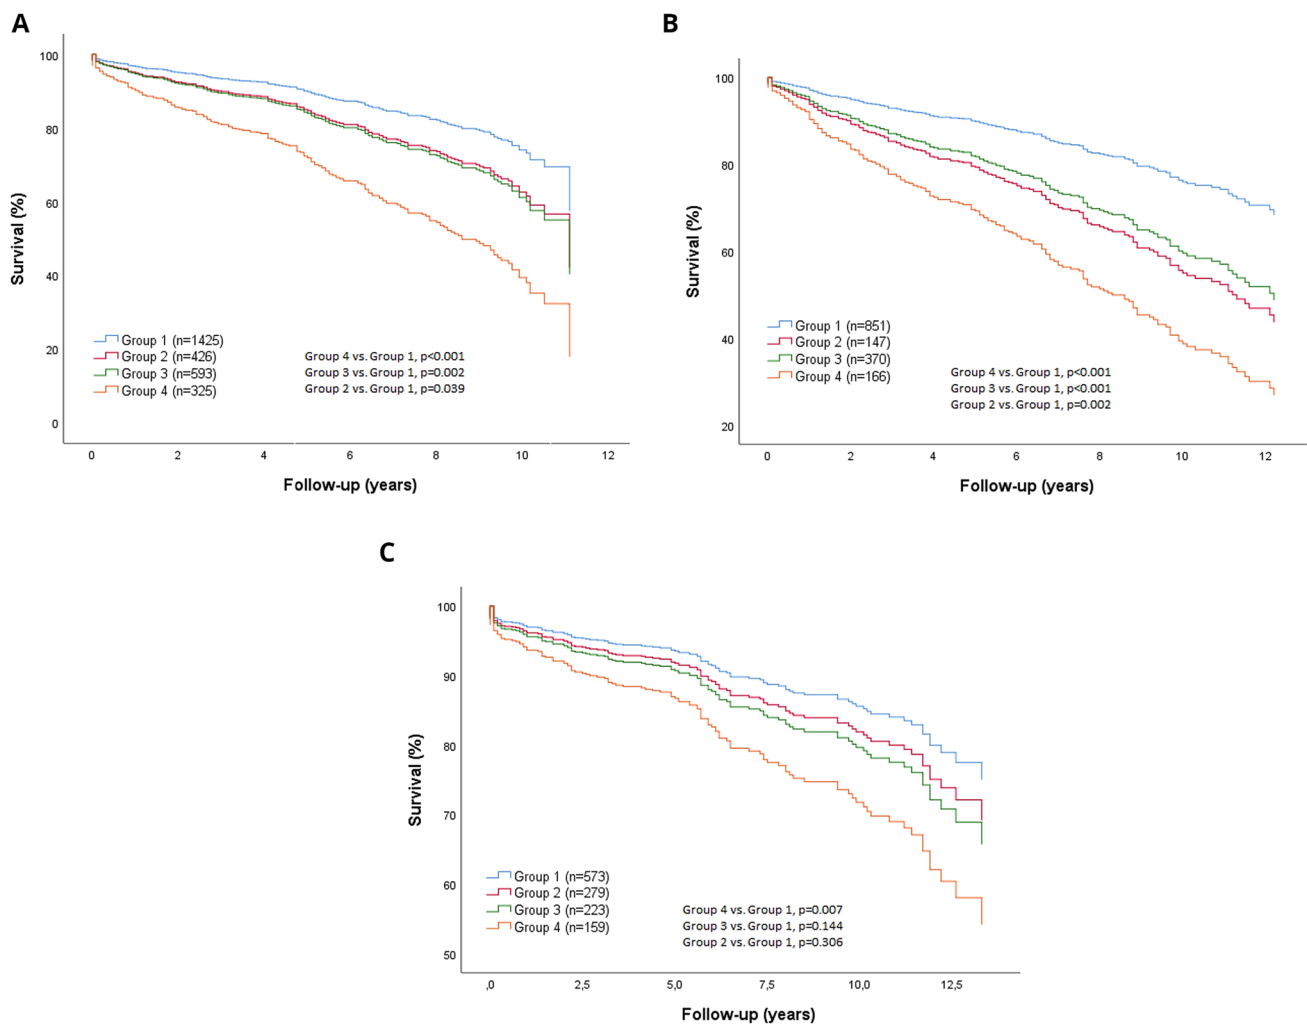 A
Survival (%)
100
80
60
40
20
0
Group 1 (n=1425)
Group 2 (n=426)
Group 3 (n=593)
Group 4 (n=325)
Group 4 vs. Group 1, p<0.001
Group 3 vs. Group 1, p=0.002
Group 2 vs. Group 1, p=0.039
0 2 4 6 8 10 12
Follow-up (years)
B
Survival (%)
100
80
60
40
20
Group 1 (n=851)
Group 2 (n=147)
Group 3 (n=370)
Group 4 (n=166)
Group 4 vs. Group 1, p<0.001
Group 3 vs. Group 1, p<0.001
Group 2 vs. Group 1, p=0.002
0 2 4 6 8 10 12
Follow-up (years)
C
Survival (%)
100
90
80
70
60
50
Group 1 (n=573)
Group 2 (n=279)
Group 3 (n=223)
Group 4 (n=159)
Group 4 vs. Group 1, p=0.007
Group 3 vs. Group 1, p=0.144
Group 2 vs. Group 1, p=0.306
,0 2,5 5,0 7,5 10,0 12,5
Follow-up (years)